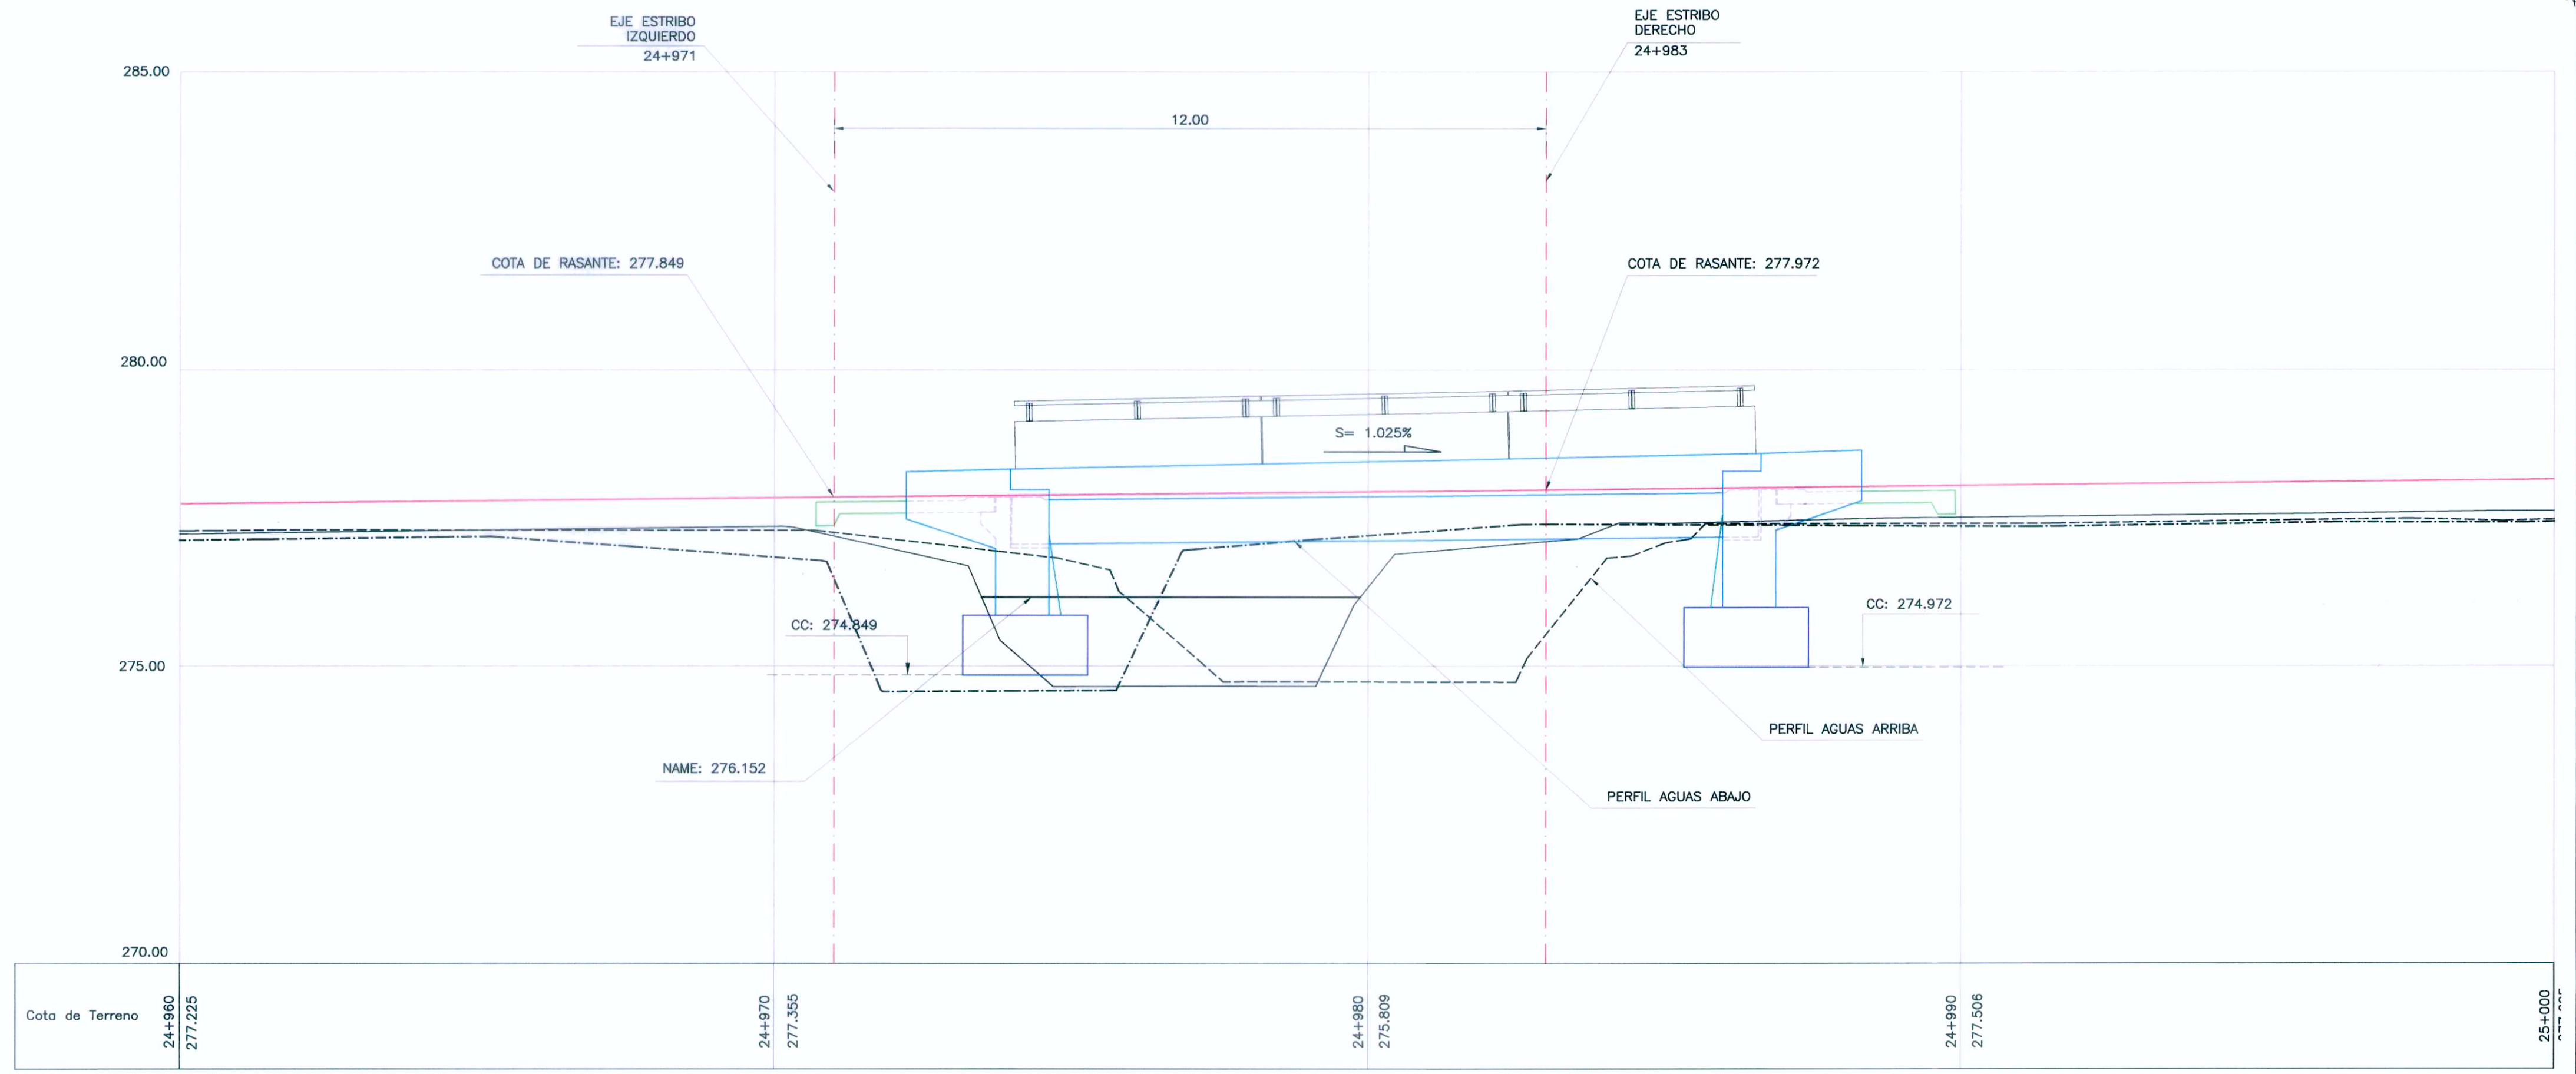 EJE ESTRIBO
IZQUIERDO
24+971
EJE ESTRIBO
DERECHO
24+983
285.00
12.00
COTA DE RASANTE: 277.849
COTA DE RASANTE: 277.972
280.00
S= 1.025%
CC: 274.849
CC: 274.972
275.00
PERFIL AGUAS ARRIBA
NAME: 276.152
PERFIL AGUAS ABAJO
270.00
Cota de Terreno
24+960
277.225
24+970
277.355
24+980
275.809
24+990
277.506
25+000